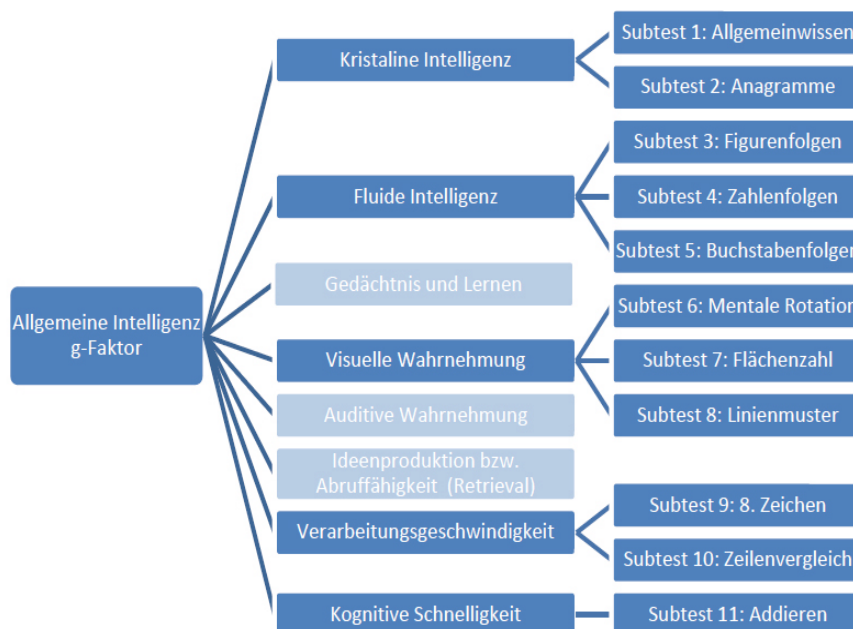 Allgemeine Intelligenz
g-Faktor
Kristaline Intelligenz
Subtest 1: Allgemeinwissen
Subtest 2: Anagramme
Fluide Intelligenz
Subtest 3: Figurenfolgen
Subtest 4: Zahlenfolgen
Subtest 5: Buchstabenfolgen
Gedächtnis und Lernen
Visuelle Wahrnehmung
Subtest 6: Mentale Rotation
Subtest 7: Flächenzahl
Subtest 8: Linienmuster
Auditive Wahrnehmung
Ideenproduktion bzw.
Abruffähigkeit (Retrieval)
Verarbeitungsgeschwindigkeit
Subtest 9: 8. Zeichen
Subtest 10: Zeilenvergleich
Kognitive Schnelligkeit
Subtest 11: Addieren